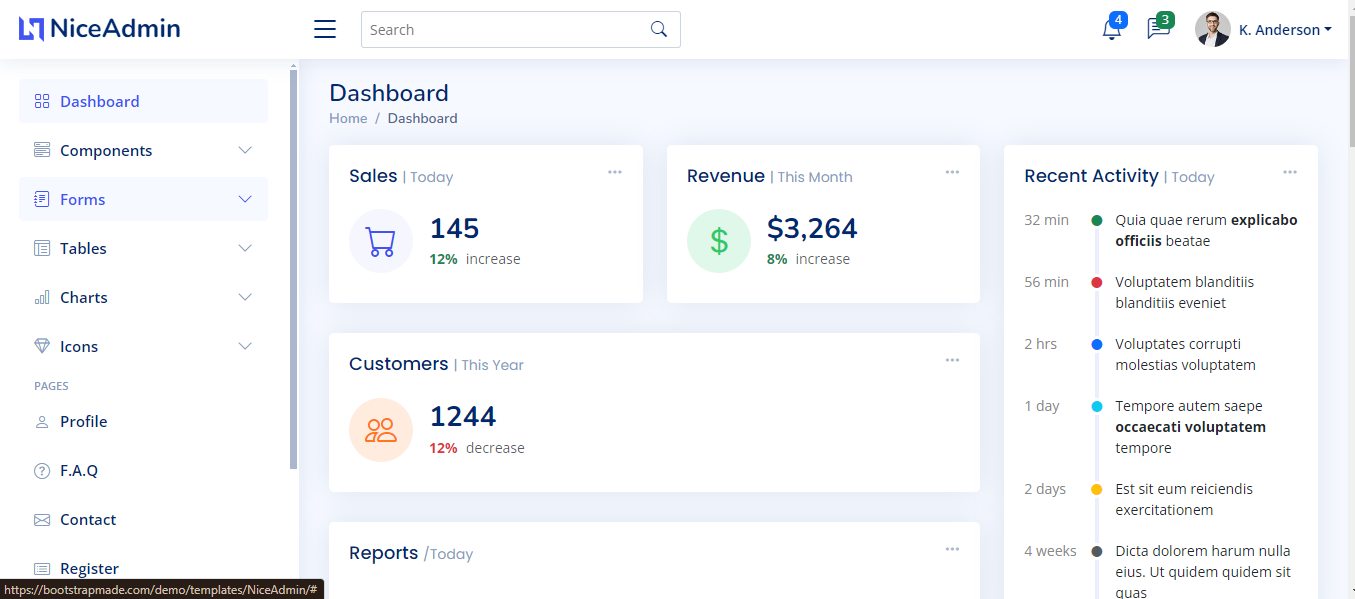 NiceAdmin
Search
4
3
K. Anderson
Dashboard
Components
Forms
Tables
Charts
Icons
PAGES
Profile
F.A.Q
Contact
Register
https://bootstrapmade.com/demo/templates/NiceAdmin/#
Dashboard
Home / Dashboard
Sales | Today
145
12% increase
Revenue | This Month
$
$3,264
8% increase
Customers | This Year
1244
12% decrease
Reports /Today
Recent Activity | Today
32 min
Quia quae rerum explicabo
officiis beatae
56 min
Voluptatem blanditiis
blanditiis eveniet
2 hrs
Voluptates corrupti
molestias voluptatem
1 day
Tempore autem saepe
occaecati voluptatem
tempore
2 days
Est sit eum reiciendis
exercitationem
4 weeks
Dicta dolorem harum nulla
eius. Ut quidem quidem sit
quas